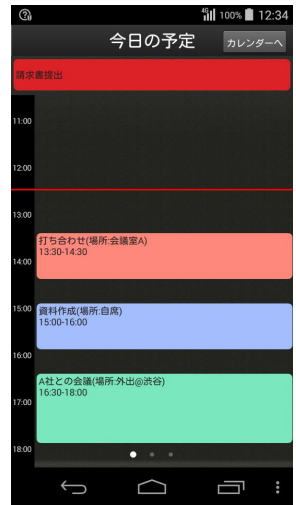 4G 100% 12:34
今日の予定 カレンダーへ
請求書提出
11:00
12:00
13:00
打ち合わせ(場所:会議室A)
13:30-14:30
14:00
15:00 資料作成(場所:自席)
15:00-16:00
16:00
A社との会議(場所:外出@渋谷)
16:30-18:00
17:00
18:00